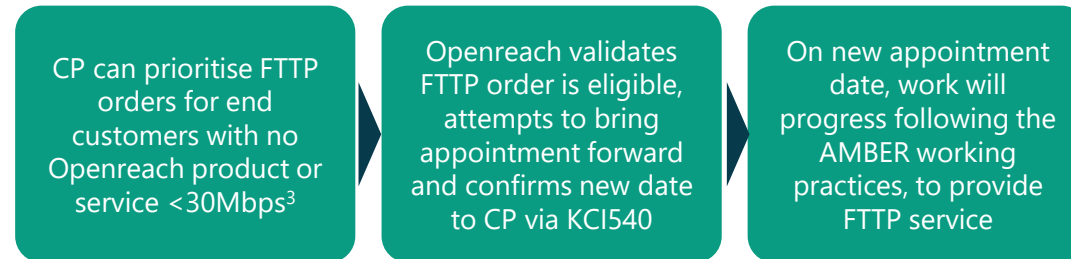 CP can prioritise FTTP
orders for end
customers with no
Openreach product or
service <30Mbps³
Openreach validates
FTTP order is eligible,
attempts to bring
appointment forward
and confirms new date
to CP via KCI540
On new appointment
date, work will
progress following the
AMBER working
practices, to provide
FTTP service